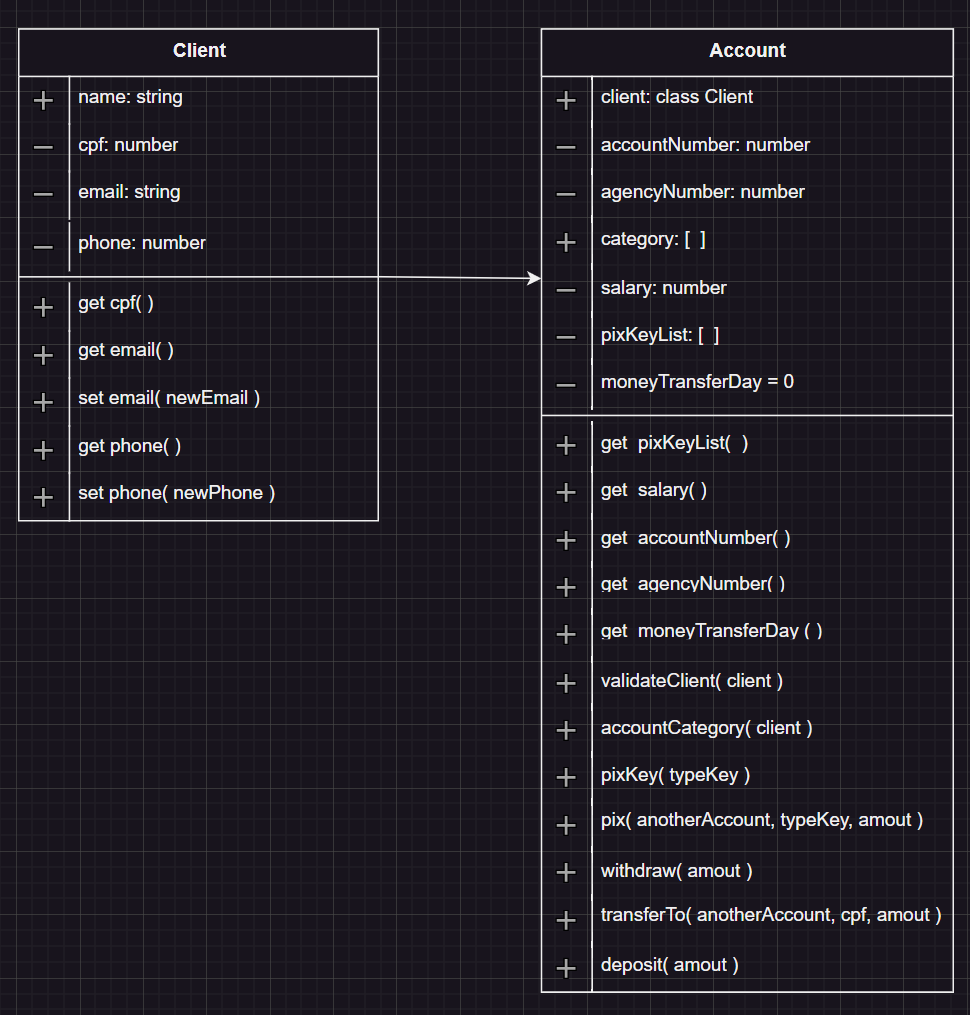 Client
+ name: string
− cpf: number
− email: string
− phone: number
+ get cpf( )
+ get email( )
+ set email( newEmail )
+ get phone( )
+ set phone( newPhone )
Account
+ client: class Client
− accountNumber: number
− agencyNumber: number
+ category: [  ]
− salary: number
− pixKeyList: [  ]
− moneyTransferDay = 0
+ get  pixKeyList(  )
+ get  salary( )
+ get  accountNumber( )
+ get  agencyNumber( )
+ get  moneyTransferDay ( )
+ validateClient( client )
+ accountCategory( client )
+ pixKey( typeKey )
+ pix( anotherAccount, typeKey, amout )
+ withdraw( amout )
+ transferTo( anotherAccount, cpf, amout )
+ deposit( amout )